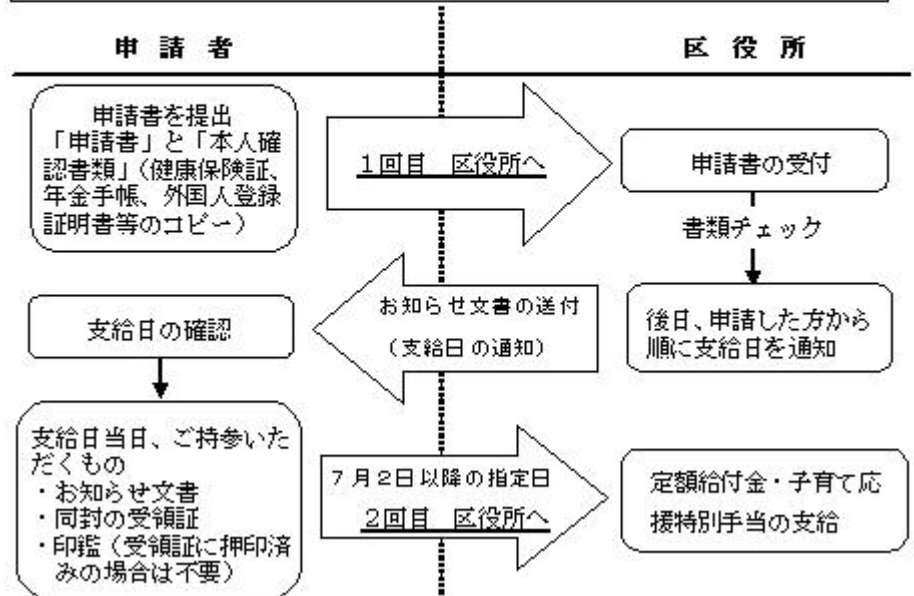 申請者
区役所
申請書を提出
「申請書」と「本人確
認書類」（健康保険証、
年金手帳、外国人登録
証明書等のコピー）
1回目　区役所へ
申請書の受付
書類チェック
お知らせ文書の送付
（支給日の通知）
後日、申請した方から
順に支給日を通知
支給日の確認
支給日当日、ご持参いた
だくもの
・お知らせ文書
・同封の受領証
・印鑑（受領証に押印済
みの場合は不要）
7月2日以降の指定日
2回目　区役所へ
定額給付金・子育て応
援特別手当の支給